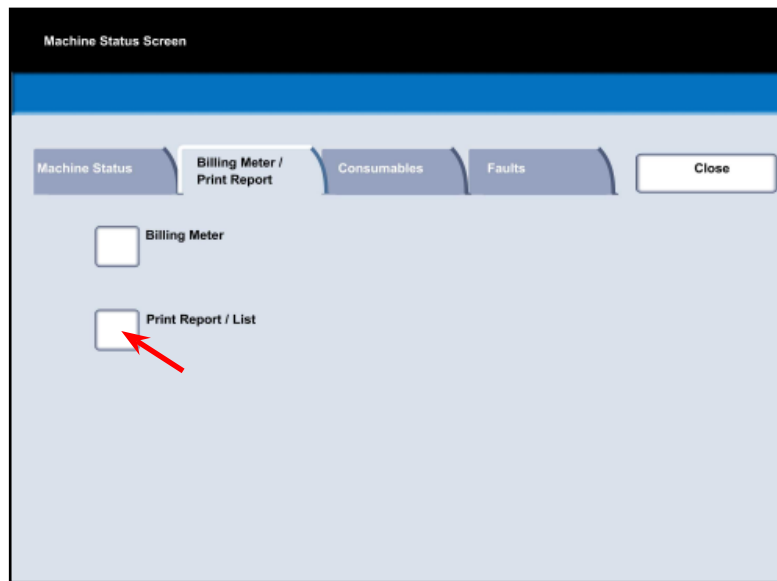 Machine Status Screen
Machine Status
Billing Meter /
Print Report
Consumables
Faults
Close
Billing Meter
Print Report / List